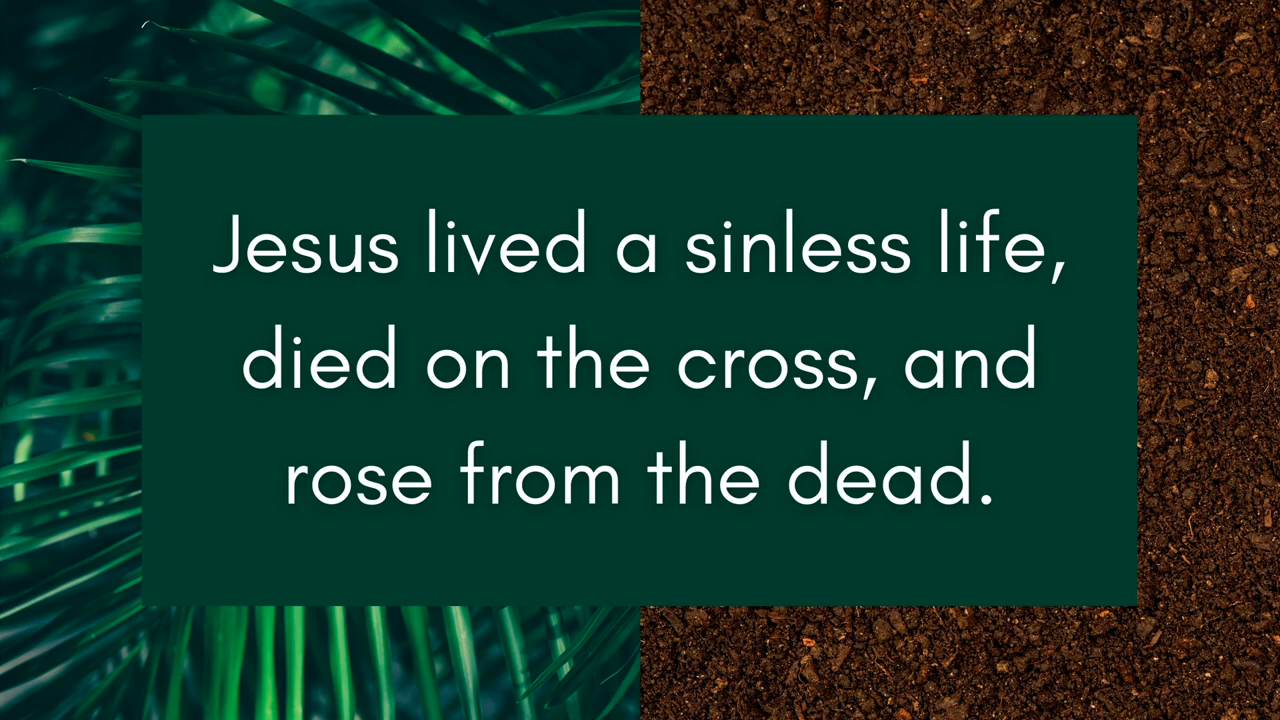 Jesus lived a sinless life,
died on the cross, and
rose from the dead.